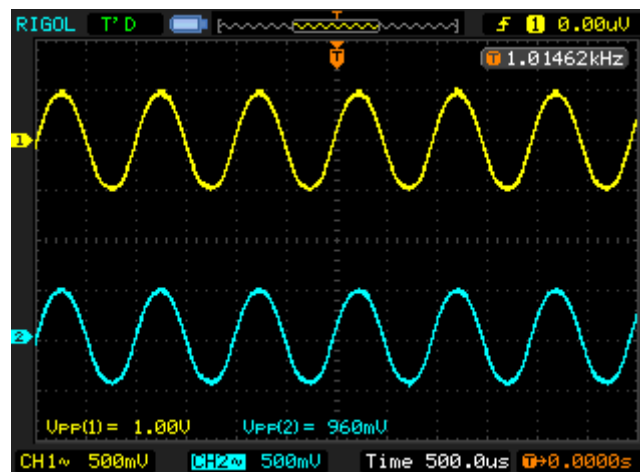 RIGOL T'D T f 1 0.00uV
T 1.01462kHz
T
1
2
VPP(1)= 1.00V VPP(2)= 960mV
CH1~ 500mV CH2~ 500mV Time 500.0us T→0.0000s